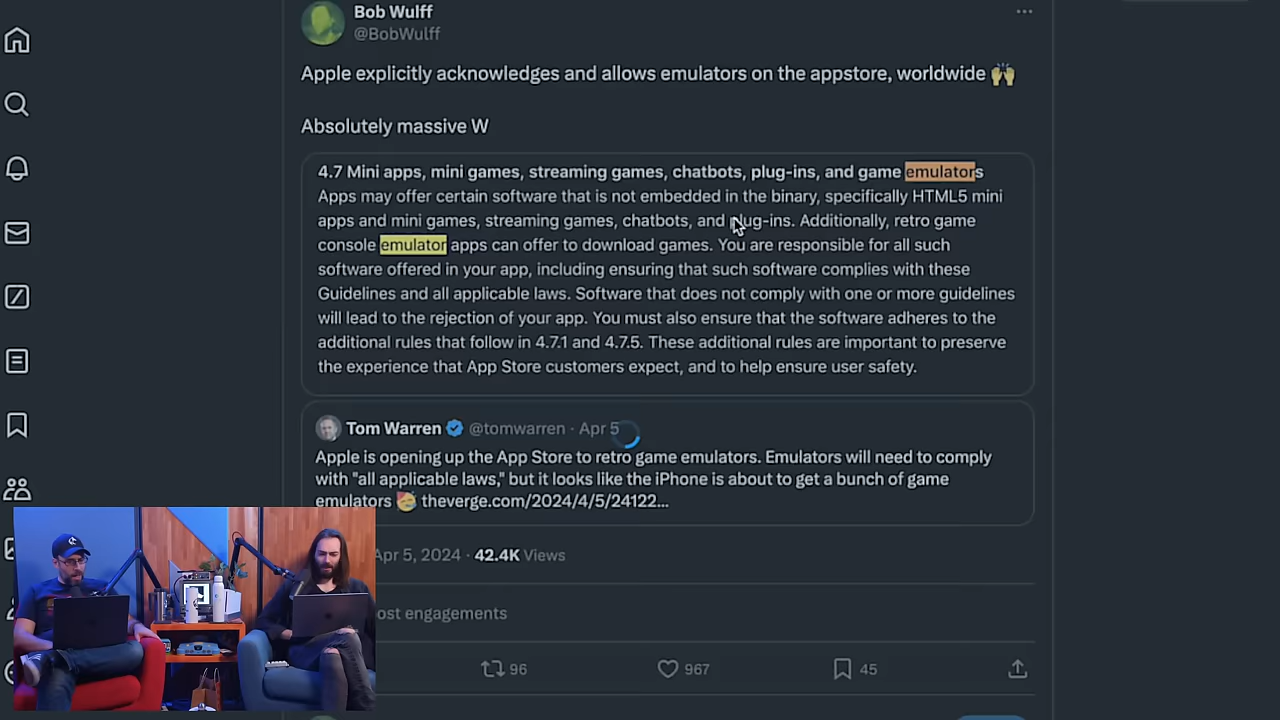 Bob Wulff
@BobWulff
Apple explicitly acknowledges and allows emulators on the appstore, worldwide 🙌
Absolutely massive W
4.7 Mini apps, mini games, streaming games, chatbots, plug-ins, and game emulators
Apps may offer certain software that is not embedded in the binary, specifically HTML5 mini
apps and mini games, streaming games, chatbots, and plug-ins. Additionally, retro game
console emulator apps can offer to download games. You are responsible for all such
software offered in your app, including ensuring that such software complies with these
Guidelines and all applicable laws. Software that does not comply with one or more guidelines
will lead to the rejection of your app. You must also ensure that the software adheres to the
additional rules that follow in 4.7.1 and 4.7.5. These additional rules are important to preserve
the experience that App Store customers expect, and to help ensure user safety.
Tom Warren @tomwarren · Apr 5
Apple is opening up the App Store to retro game emulators. Emulators will need to comply
with "all applicable laws," but it looks like the iPhone is about to get a bunch of game
emulators 🥳 theverge.com/2024/4/5/24122...
Apr 5, 2024 · 42.4K Views
ost engagements
96 967 45